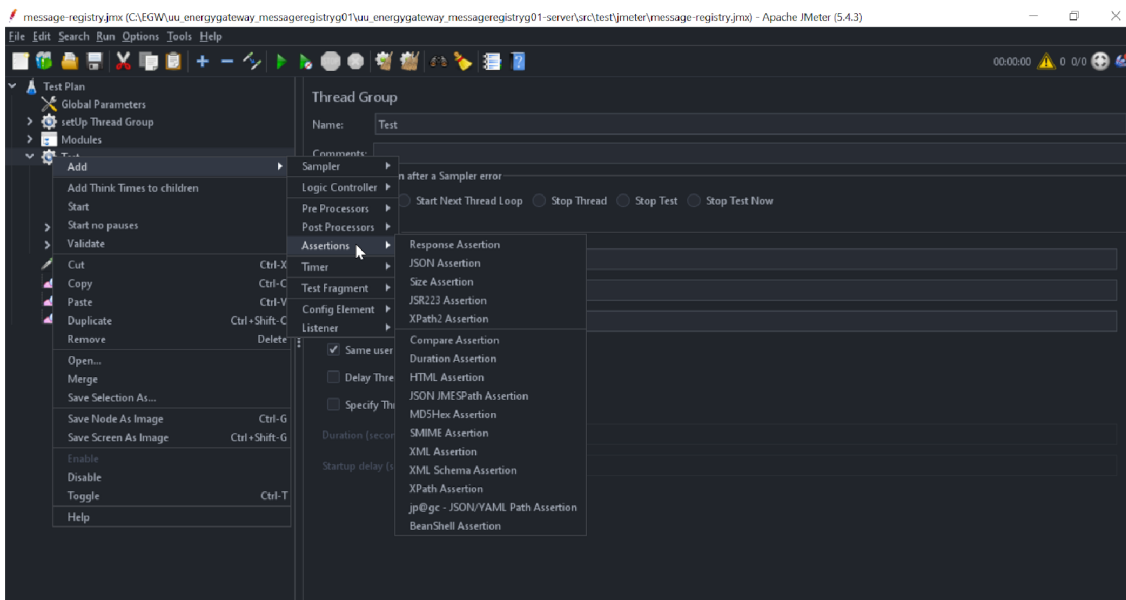 message-registry.jmx (C:\EGW\uu_energygateway_messageregistryg01\uu_energygateway_messageregistryg01-server\src\test\jmeter\message-registry.jmx) - Apache JMeter (5.4.3)
File Edit Search Run Options Tools Help
00:00:00 0 0/0
Test Plan
Global Parameters
setUp Thread Group
Modules
Add
Add Think Times to children
Start
Start no pauses
Validate
Cut Ctrl-X
Copy Ctrl-C
Paste Ctrl-V
Duplicate Ctrl+Shift-C
Remove Delete
Open...
Merge
Save Selection As...
Save Node As Image Ctrl-G
Save Screen As Image Ctrl+Shift-G
Enable
Disable
Toggle Ctrl-T
Help
Sampler
Logic Controller
Pre Processors
Post Processors
Assertions
Timer
Test Fragment
Config Element
Listener
Response Assertion
JSON Assertion
Size Assertion
JSR223 Assertion
XPath2 Assertion
Compare Assertion
Duration Assertion
HTML Assertion
JSON JMESPath Assertion
MD5Hex Assertion
SMIME Assertion
XML Assertion
XML Schema Assertion
XPath Assertion
jp@gc - JSON/YAML Path Assertion
BeanShell Assertion
Thread Group
Name: Test
Comments:
n after a Sampler error
Start Next Thread Loop Stop Thread Stop Test Stop Test Now
Same user
Delay Thre
Specify Th
Duration (secon
Startup delay (s